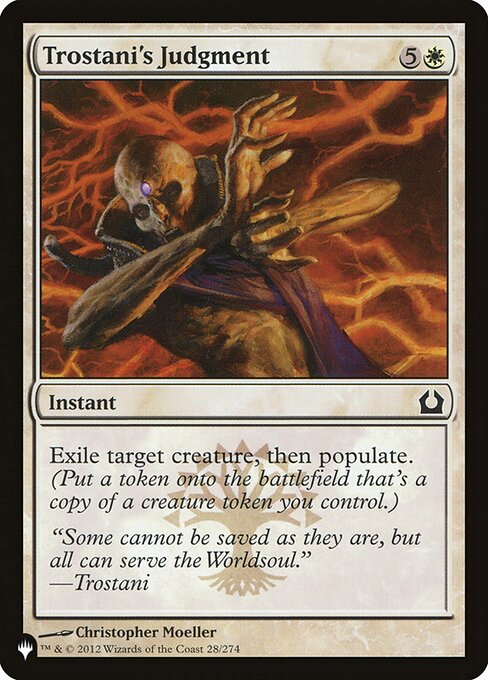 Trostani's Judgment 5
Instant
Exile target creature, then populate.
(Put a token onto the battlefield that's a
copy of a creature token you control.)
“Some cannot be saved as they are, but
all can serve the Worldsoul.”
—Trostani
Christopher Moeller
™ & © 2012 Wizards of the Coast 28/274